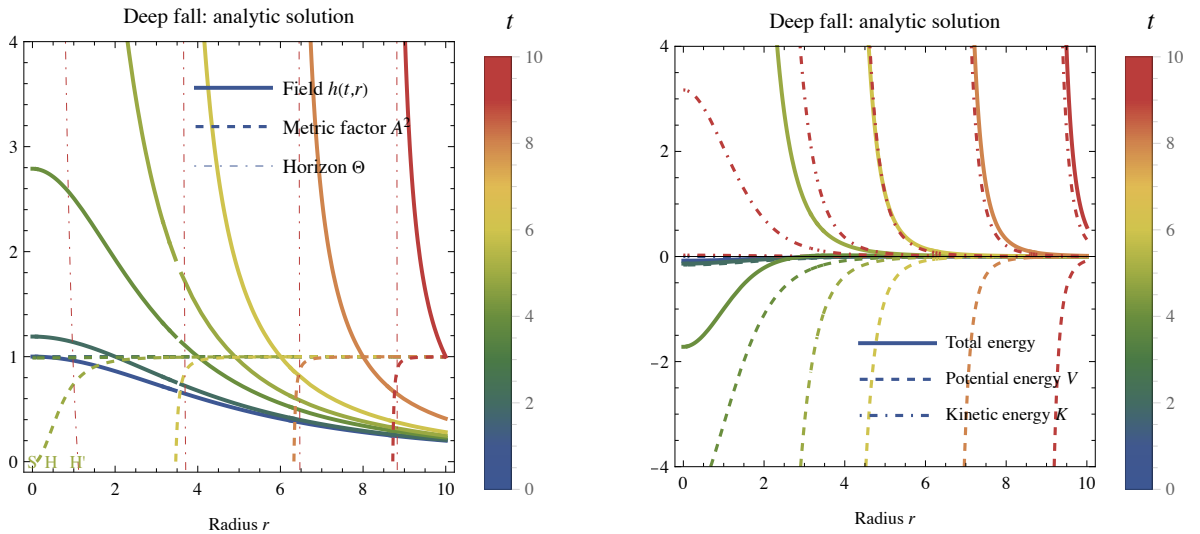 Deep fall: analytic solution
t
4
3
2
1
0
Field h(t,r)
Metric factor A²
Horizon Θ
S H H'
0 2 4 6 8 10
Radius r
10
8
6
4
2
0
Deep fall: analytic solution
t
4
2
0
−2
−4
Total energy
Potential energy V
Kinetic energy K
0 2 4 6 8 10
Radius r
10
8
6
4
2
0